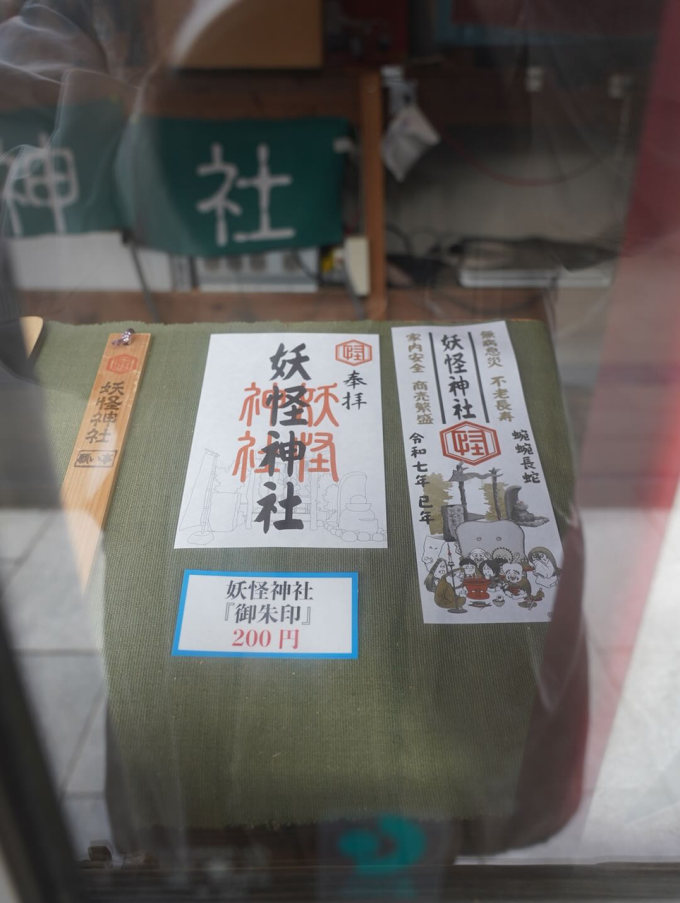 神社
怪
妖怪神社
怪
奉拝
妖怪神社
妖怪
神社
無病息災 不老長寿
妖怪神社
家内安全 商売繁盛
怪
蜿蜿長蛇
令和七年 巳年
妖怪神社
『御朱印』
200円